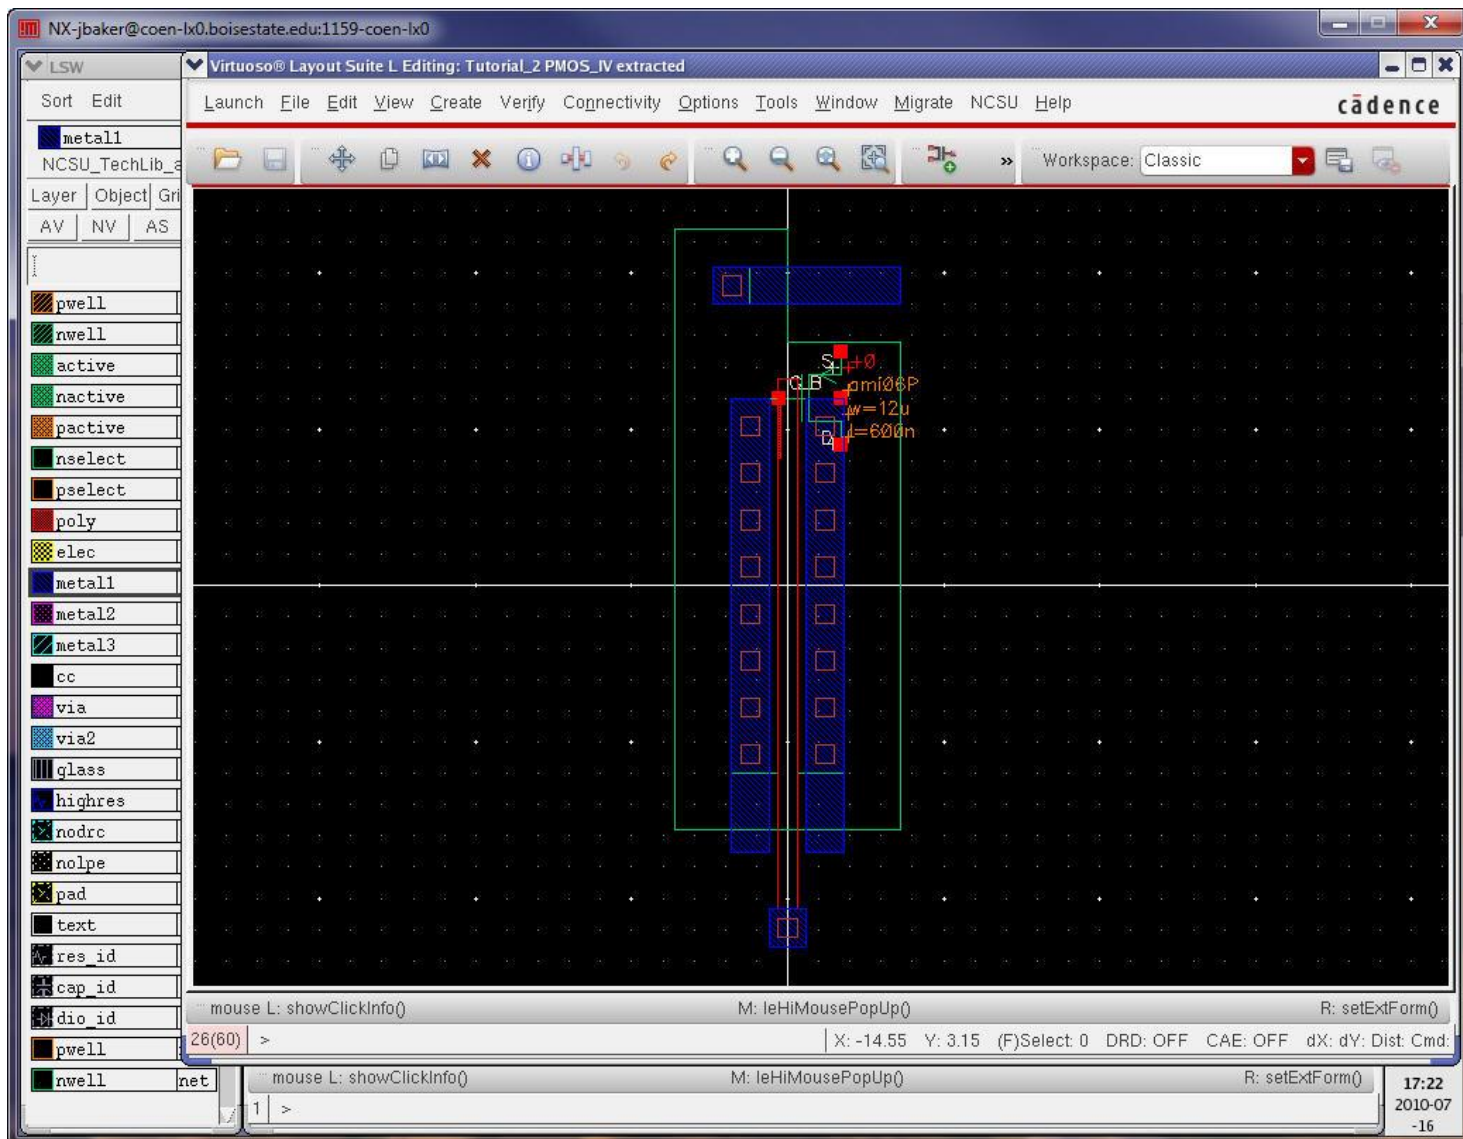 NX-jbaker@coen-lx0.boisestate.edu:1159-coen-lx0
LSW
Virtuoso® Layout Suite L Editing: Tutorial_2 PMOS_IV extracted
Sort Edit
Launch File Edit View Create Verify Connectivity Options Tools Window Migrate NCSU Help
cādence
metal1
NCSU_TechLib_a
» Workspace: Classic
Layer Object Gri
AV NV AS
pwell
nwell
active
nactive
pactive
nselect
pselect
poly
elec
metal1
metal2
metal3
cc
via
via2
glass
highres
nodrc
nolpe
pad
text
res_id
cap_id
dio_id
pwell
nwell net
S +0
G B ami06P
w=12u
D l=600n
mouse L: showClickInfo() M: leHiMousePopUp() R: setExtForm()
26(60) > X: -14.55 Y: 3.15 (F)Select: 0 DRD: OFF CAE: OFF dX: dY: Dist: Cmd:
mouse L: showClickInfo() M: leHiMousePopUp() R: setExtForm()
1 >
17:22
2010-07
-16